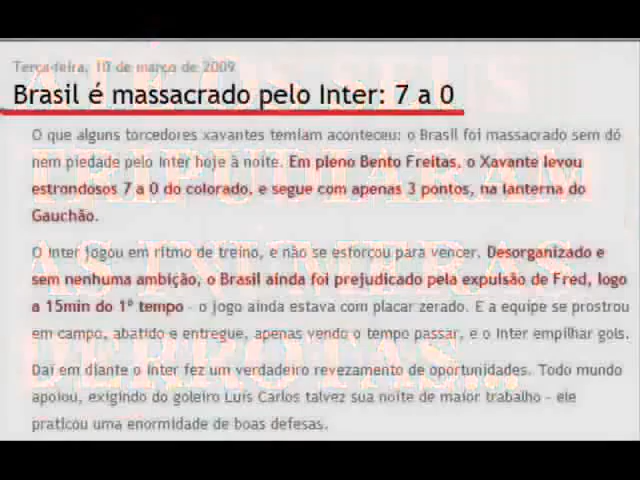 Terça-feira, 10 de março de 2009
Brasil é massacrado pelo Inter: 7 a 0
O que alguns torcedores xavantes temiam aconteceu: o Brasil foi massacrado sem dó
nem piedade pelo Inter hoje à noite. Em pleno Bento Freitas, o Xavante levou
estrondosos 7 a 0 do colorado, e segue com apenas 3 pontos, na lanterna do
Gauchão.
O Inter jogou em ritmo de treino, e não se esforçou para vencer. Desorganizado e
sem nenhuma ambição, o Brasil ainda foi prejudicado pela expulsão de Fred, logo
a 15min do 1º tempo - o jogo ainda estava com placar zerado. E a equipe se prostrou
em campo, abatido e entregue, apenas vendo o tempo passar, e o Inter empilhar gols.
Daí em diante o Inter fez um verdadeiro revezamento de oportunidades. Todo mundo
apoiou, exigindo do goleiro Luís Carlos talvez sua noite de maior trabalho - ele
praticou uma enormidade de boas defesas.
SEUS
TRIPUDIARAM
AS INÚMERAS
DERROTAS...